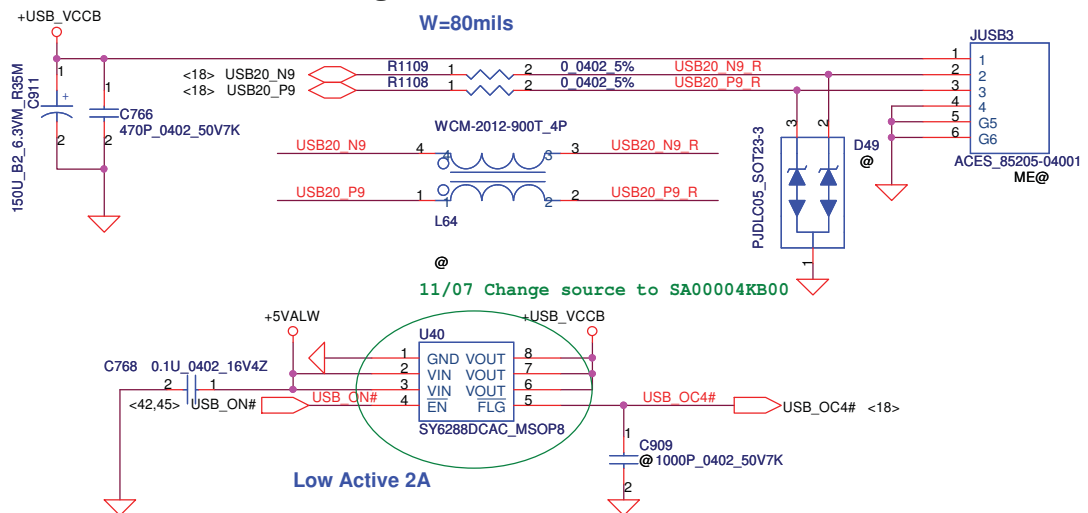 +USB_VCCB
W=80mils
JUSB3
150U_B2_6.3VM_R35M
C911
1
+
2
1
2
C766
470P_0402_50V7K
<18> USB20_N9
R1109 1 2 0_0402_5% USB20_N9_R
<18> USB20_P9
R1108 1 2 0_0402_5% USB20_P9_R
1 1
2 2
3 3
4 4
5 G5
6 G6
ACES_85205-04001
ME@
WCM-2012-900T_4P
USB20_N9 4 4 3 3 USB20_N9_R
USB20_P9 1 1 2 2 USB20_P9_R
L64
@
3 2
D49
@
PJDLC05_SOT23-3
1
11/07 Change source to SA00004KB00
+5VALW
+USB_VCCB
U40
1 GND VOUT 8
2 VIN VOUT 7
3 VIN VOUT 6
4 EN FLG 5
SY6288DCAC_MSOP8
C768 0.1U_0402_16V4Z
2 1
<42,45> USB_ON# USB_ON#
USB_OC4# USB_OC4# <18>
1
C909
@ 1000P_0402_50V7K
2
Low Active 2A